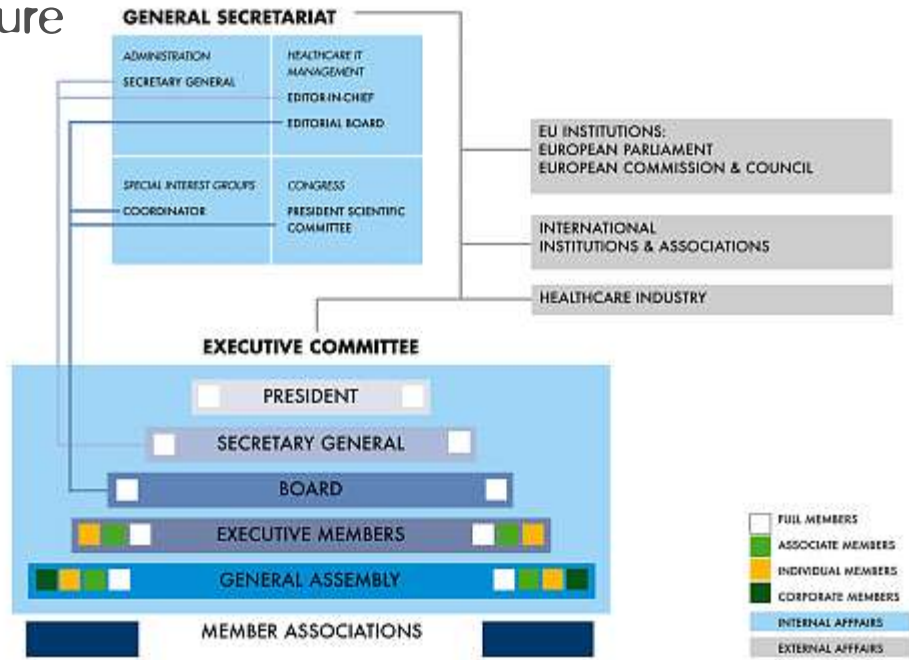 ure
GENERAL SECRETARIAT
ADMINISTRATION
SECRETARY GENERAL
HEALTHCARE IT
MANAGEMENT
EDITOR-IN-CHIEF
EDITORIAL BOARD
SPECIAL INTEREST GROUPS
COORDINATOR
CONGRESS
PRESIDENT SCIENTIFIC
COMMITTEE
EU INSTITUTIONS:
EUROPEAN PARLIAMENT
EUROPEAN COMMISSION & COUNCIL
INTERNATIONAL
INSTITUTIONS & ASSOCIATIONS
HEALTHCARE INDUSTRY
EXECUTIVE COMMITTEE
PRESIDENT
SECRETARY GENERAL
BOARD
EXECUTIVE MEMBERS
GENERAL ASSEMBLY
MEMBER ASSOCIATIONS
FULL MEMBERS
ASSOCIATE MEMBERS
INDIVIDUAL MEMBERS
CORPORATE MEMBERS
INTERNAL AFFFAIRS
EXTERNAL AFFFAIRS